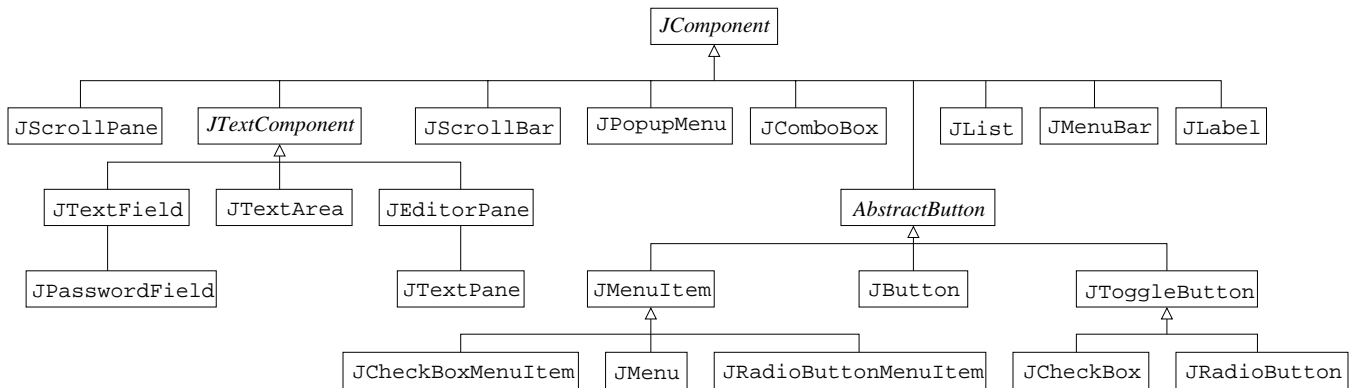 JComponent
JScrollPane
JTextComponent
JScrollBar
JPopupMenu
JComboBox
JList
JMenuBar
JLabel
JTextField
JTextArea
JEditorPane
AbstractButton
JPasswordField
JTextPane
JMenuItem
JButton
JToggleButton
JCheckBoxMenuItem
JMenu
JRadioButtonMenuItem
JCheckBox
JRadioButton